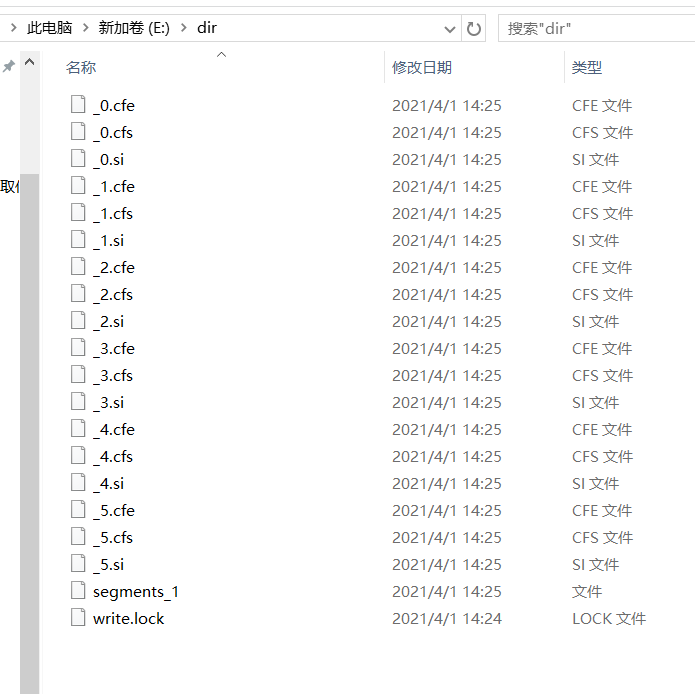 此电脑 > 新加卷 (E:) > dir
搜索"dir"
名称 修改日期 类型
_0.cfe 2021/4/1 14:25 CFE 文件
_0.cfs 2021/4/1 14:25 CFS 文件
_0.si 2021/4/1 14:25 SI 文件
_1.cfe 2021/4/1 14:25 CFE 文件
_1.cfs 2021/4/1 14:25 CFS 文件
_1.si 2021/4/1 14:25 SI 文件
_2.cfe 2021/4/1 14:25 CFE 文件
_2.cfs 2021/4/1 14:25 CFS 文件
_2.si 2021/4/1 14:25 SI 文件
_3.cfe 2021/4/1 14:25 CFE 文件
_3.cfs 2021/4/1 14:25 CFS 文件
_3.si 2021/4/1 14:25 SI 文件
_4.cfe 2021/4/1 14:25 CFE 文件
_4.cfs 2021/4/1 14:25 CFS 文件
_4.si 2021/4/1 14:25 SI 文件
_5.cfe 2021/4/1 14:25 CFE 文件
_5.cfs 2021/4/1 14:25 CFS 文件
_5.si 2021/4/1 14:25 SI 文件
segments_1 2021/4/1 14:25 文件
write.lock 2021/4/1 14:24 LOCK 文件